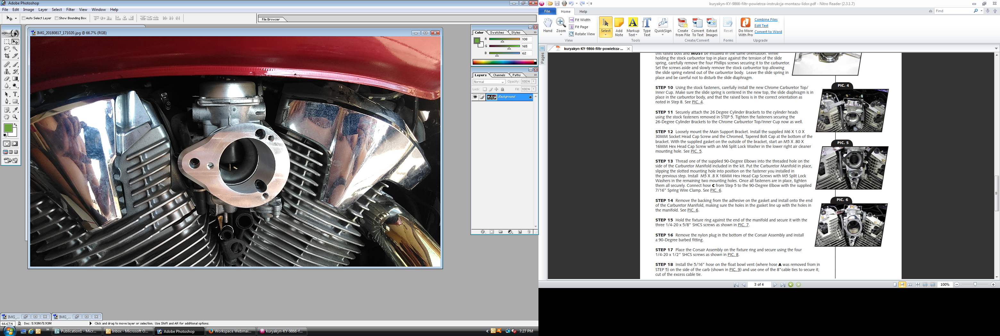 Adobe Photoshop
File Edit Image Layer Select Filter View Window Help
Auto Select Layer Show Bounding Box
File Browser
IMG_20180817_171020.jpg @ 66.7% (RGB)
Color Swatches Styles
R 108
G 165
B 62
Layers Channels Paths
Normal Opacity: 100%
Lock: Fill: 100%
Background
IMG_... IMG_...
66.67% Doc: 5.93M/5.93M Click and drag to move layer or selection. Use Shift and Alt for additional options.
Publication1 - Micr... Inbox - Microsoft O... Adobe Photoshop Workspace Webmai... kuryakyn-KY-9866-f... 7:27 PM
kuryakyn-KY-9866-filtr-powietrza-instrukcja-montazu-lidor.pdf - Nitro Reader (2.3.1.7)
File Home Help
Find
Hand Zoom Fit Width Fit Page Rotate View
View
Select Add Note Markup Text Type Text QuickSign
Tools
Create from File Convert To Text Extract Images
Create/Convert
Reset
Forms
Do More With Pro Combine Files Edit Text Convert to Word
Upgrade
kuryakyn-KY-9866-filtr-powietrza-...
Pages
this raised boss and MUST be installed in the same orientation. While
holding the stock carburetor top in place against the tension of the slide
spring, carefully remove the four Phillips screws securing it to the carburetor.
Set the screws aside and slowly remove the stock carburetor top allowing
the slide spring extend out of the carburetor body. Leave the slide spring in
place and be careful not to disturb the slide diaphragm.
STEP 10 Using the stock fasteners, carefully install the new Chrome Carburetor Top/
Inner Cup. Make sure the slide spring is centered in the new top, the slide diaphragm is in
place in the carburetor body, and that the raised boss is in the correct orientation as
noted in Step 8. See PIC. 4.
STEP 11 Securely attach the 26 Degree Cylinder Brackets to the cylinder heads
using the stock fasteners removed in STEP 5. Tighten the fasteners securing the
26-Degree Cylinder Brackets to the Chrome Carburetor Top/Inner Cup now as well.
STEP 12 Loosely mount the Main Support Bracket. Install the supplied M6 X 1.0 X
30MM Socket Head Cap Screw and the Chromed, Tapered Bolt Cap at the bottom of the
bracket. With the supplied gasket on the outside of the bracket, start an M5 X .80 X
16MM Hex Head Cap Screw with an M6 Split Lock Washer in the lower right air cleaner
mounting hole. See PIC. 5.
STEP 13 Thread one of the supplied 90-Degree Elbows into the threaded hole on the
side of the Carburetor Manifold included in the kit. Put the Carburetor Manifold in place,
slipping the slotted mounting hole into position on the fastener you installed in
the previous step. Install M5 X .8 X 16MM Hex Head Cap Screws with M5 Split Lock
Washers in the remaining two mounting holes. Once all fasteners are in place, tighten
them all securely. Connect hose C from Step 5 to the 90-Degree Elbow with the supplied
7/16" Spring Wire Clamp. See PIC. 6.
STEP 14 Remove the backing from the adhesive on the gasket and install onto the end
of the Carburetor Manifold, making sure the holes in the gasket line up with the holes in
the manifold. See PIC. 6.
STEP 15 Hold the fixture ring against the end of the manifold and secure it with the
three 1/4-20 x 5/8" SHCS screws as shown in PIC. 7.
STEP 16 Remove the nylon plug in the bottom of the Corsair Assembly and install
a 90-Degree barbed fitting.
STEP 17 Place the Corsair Assembly on the fixture ring and secure using the four
1/4-20 x 1/2" SHCS screws as shown in PIC. 8.
STEP 18 Install the 5/16" hose on the float bowl vent (where hose A was removed from in
STEP 5) on the side of the carb (shown in PIC. 9) and use one of the 8"cable ties to secure it;
cut of the excess cable tie.
PIC. 4
PIC. 5
PIC. 6
3 of 4
100%